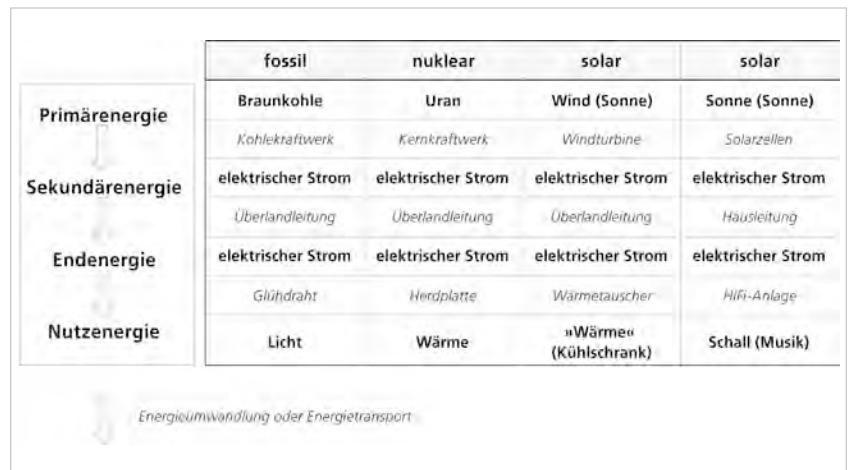 fossil nuklear solar solar
Primärenergie Braunkohle Uran Wind (Sonne) Sonne (Sonne)
Kohlekraftwerk Kernkraftwerk Windturbine Solarzellen
Sekundärenergie elektrischer Strom elektrischer Strom elektrischer Strom elektrischer Strom
Überlandleitung Überlandleitung Überlandleitung Hausleitung
Endenergie elektrischer Strom elektrischer Strom elektrischer Strom elektrischer Strom
Glühdraht Herdplatte Wärmetauscher HiFi-Anlage
Nutzenergie Licht Wärme »Wärme« (Kühlschrank) Schall (Musik)
Energieumwandlung oder Energietransport